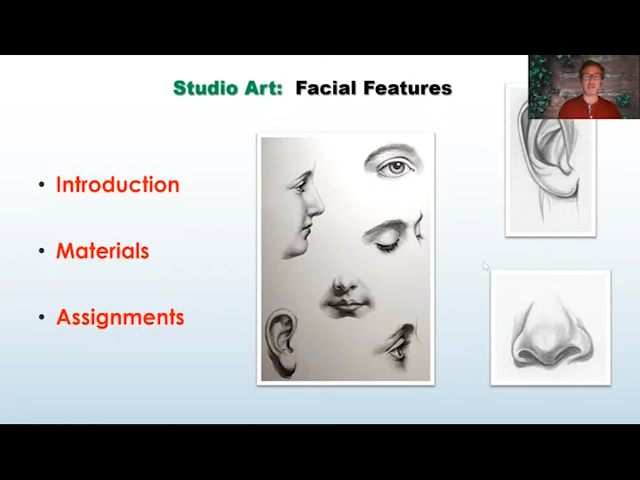 Studio Art: Facial Features
• Introduction
• Materials
• Assignments